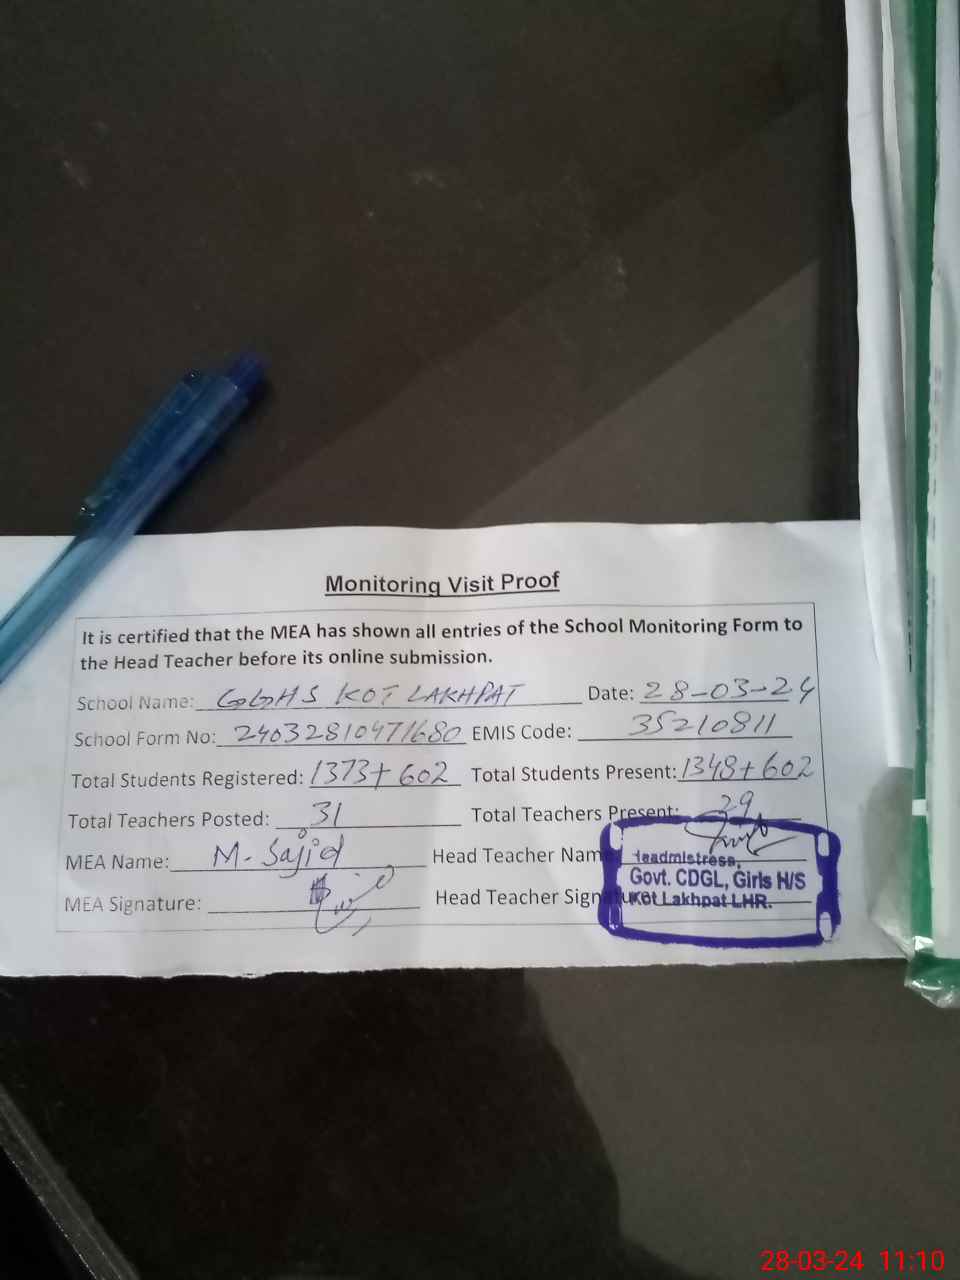 Monitoring Visit Proof
It is certified that the MEA has shown all entries of the School Monitoring Form to
the Head Teacher before its online submission.
School Name: GGHS KOT LAKHPAT Date: 28-03-24
School Form No: 24032810471680 EMIS Code: 35210811
Total Students Registered: 1373+602 Total Students Present: 1348+602
Total Teachers Posted: 31 Total Teachers Present: 29
MEA Name: M. Sajid Head Teacher Name
Headmistress,
Govt. CDGL, Girls H/S
MEA Signature: Head Teacher Signature
Kot Lakhpat LHR.
28-03-24 11:10